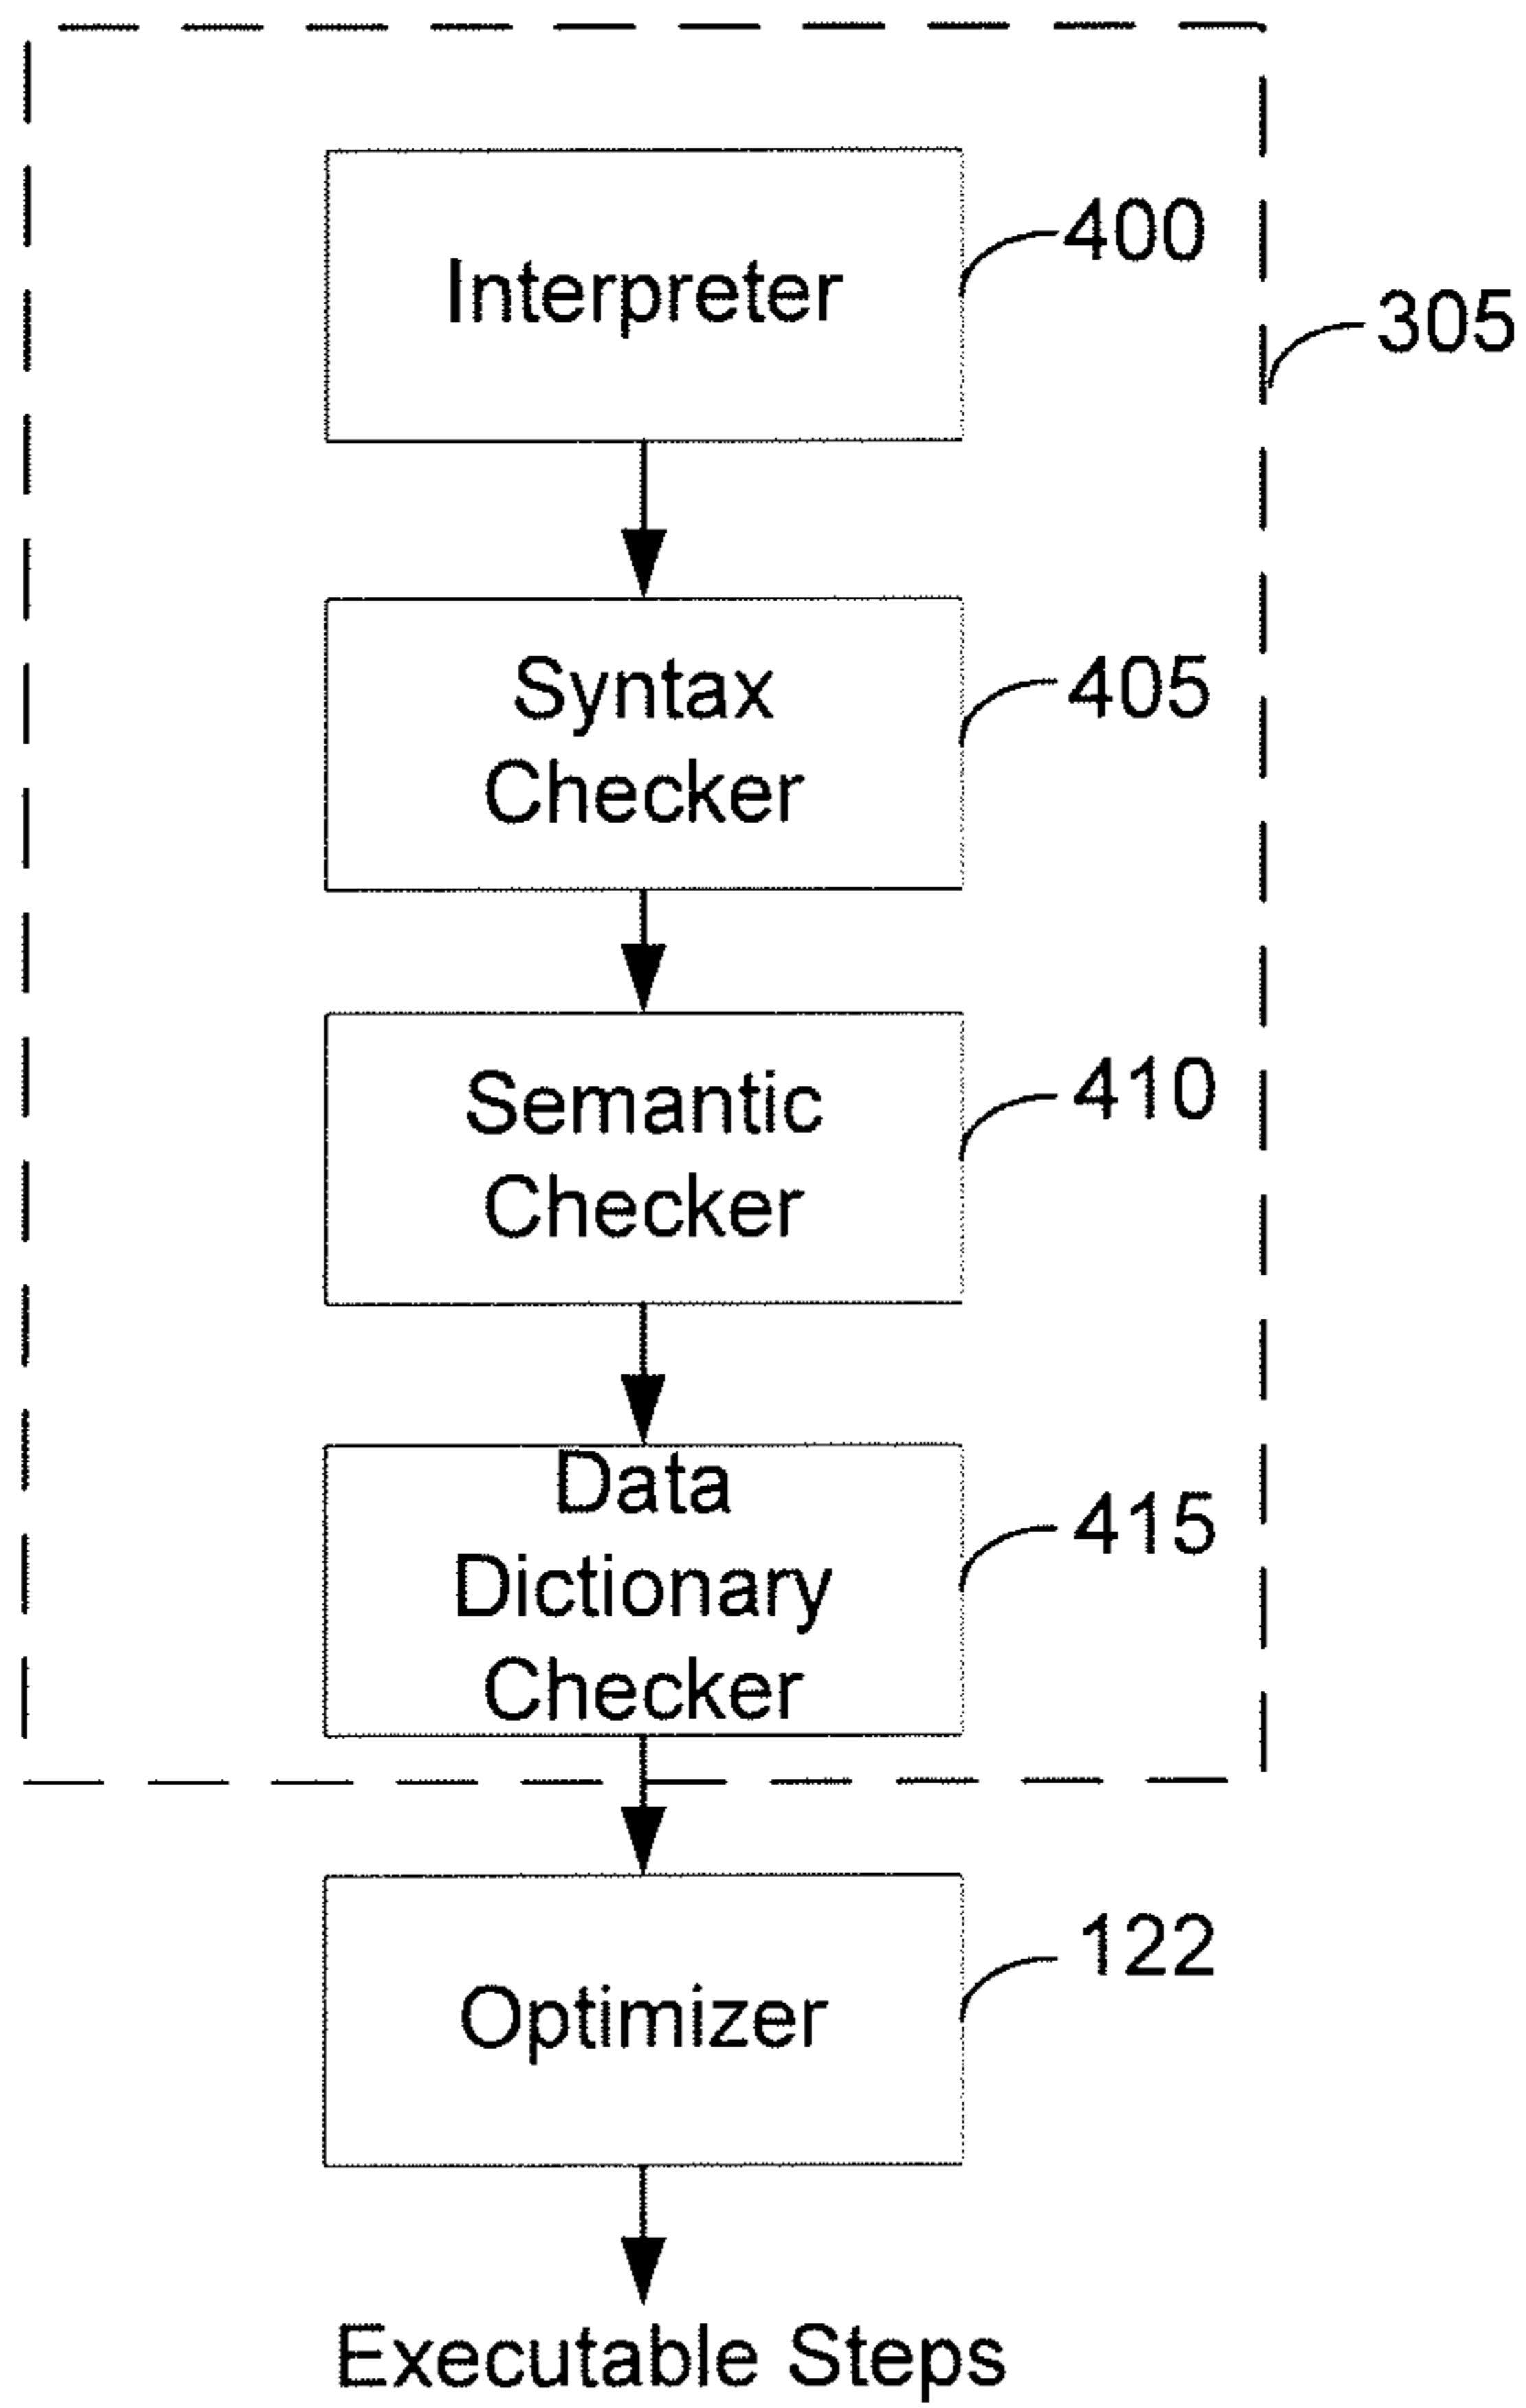 Interpreter
400
305
Syntax
Checker
405
Semantic
Checker
410
Data
Dictionary
Checker
415
Optimizer
122
Executable Steps